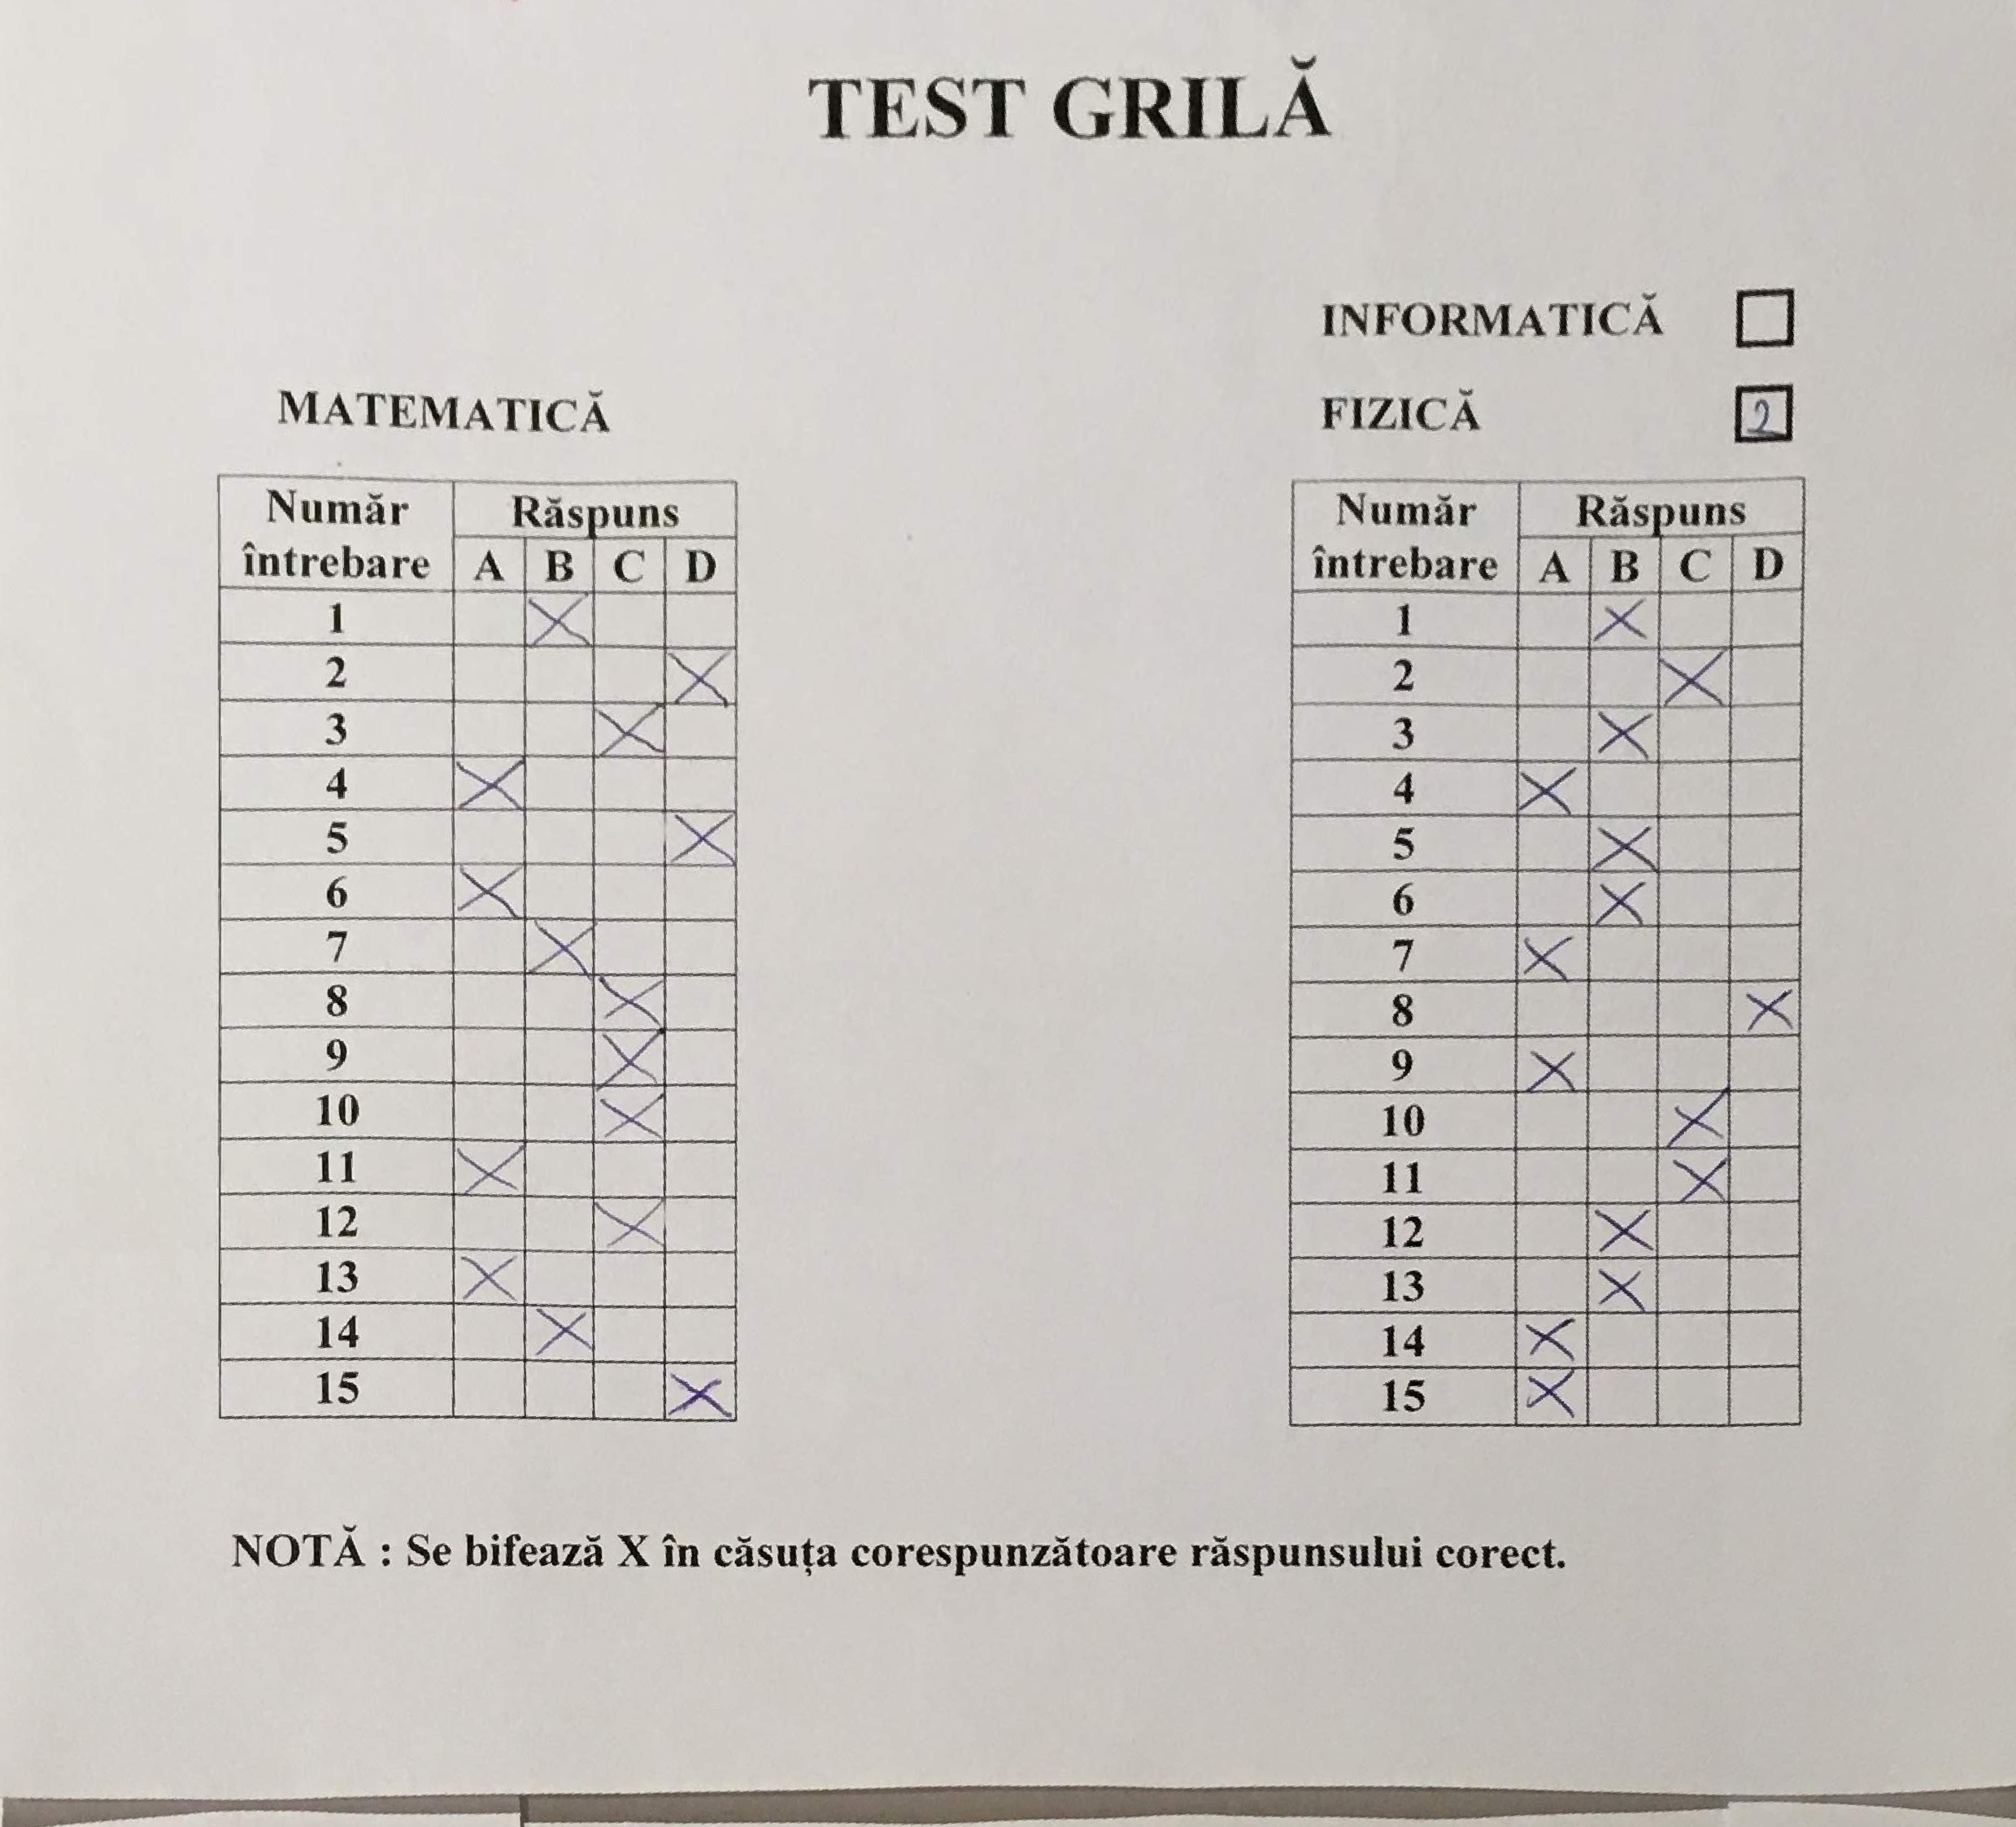 TEST GRILĂ
INFORMATICĂ
MATEMATICĂ
FIZICĂ 2
Număr întrebare Răspuns
A B C D
1 X
2 X
3 X
4 X
5 X
6 X
7 X
8 X
9 X
10 X
11 X
12 X
13 X
14 X
15 X
Număr întrebare Răspuns
A B C D
1 X
2 X
3 X
4 X
5 X
6 X
7 X
8 X
9 X
10 X
11 X
12 X
13 X
14 X
15 X
NOTĂ : Se bifează X în căsuța corespunzătoare răspunsului corect.